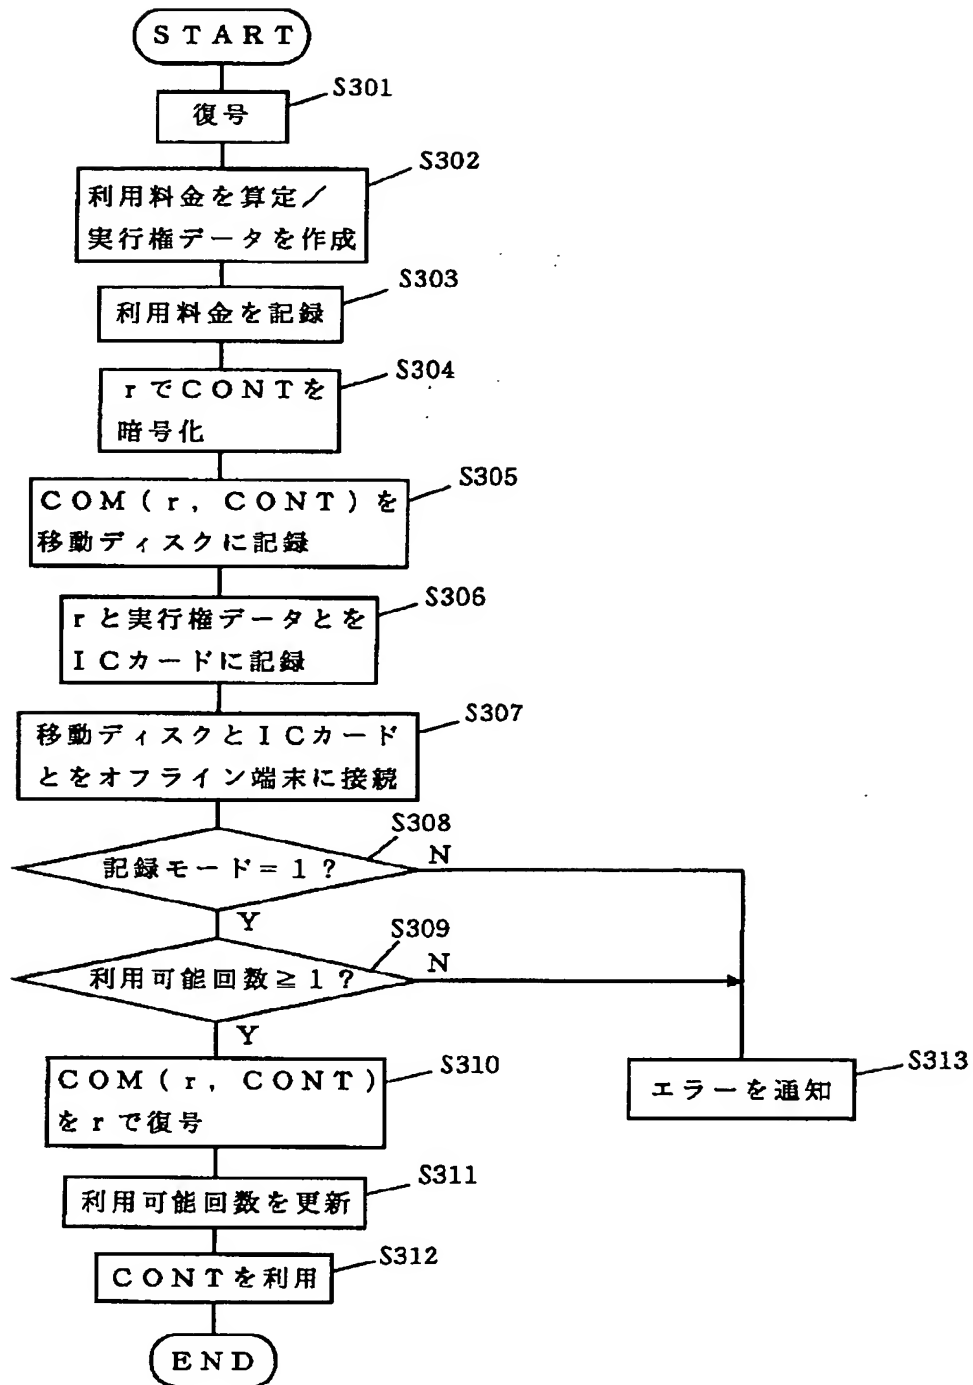 START
S301
復号
S302
利用料金を算定／
実行権データを作成
S303
利用料金を記録
S304
rでCONTを
暗号化
S305
COM(r, CONT)を
移動ディスクに記録
S306
rと実行権データとを
ICカードに記録
S307
移動ディスクとICカード
とをオフライン端末に接続
S308
記録モード=1?
N
Y
S309
利用可能回数≧1?
N
Y
S310
COM(r, CONT)
をrで復号
S313
エラーを通知
S311
利用可能回数を更新
S312
CONTを利用
END